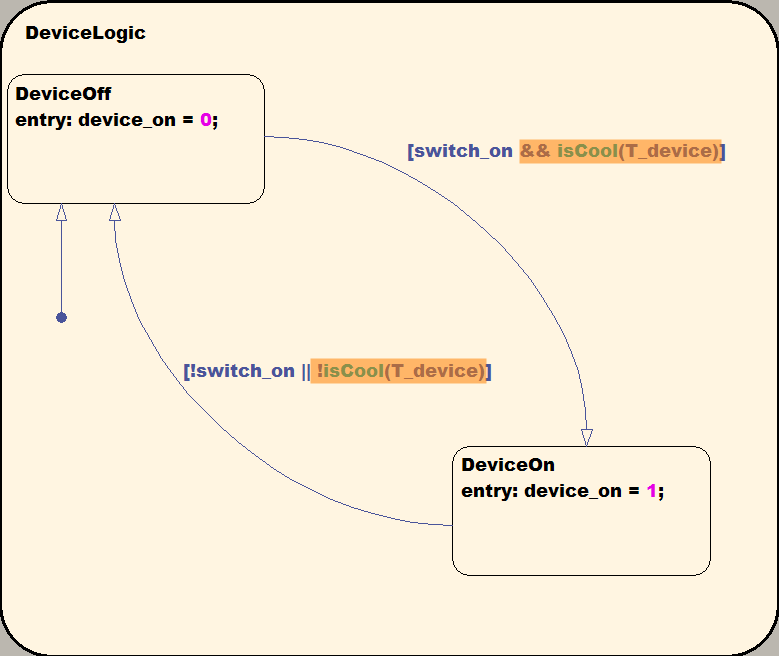 DeviceLogic
DeviceOff
entry: device_on = 0;
[switch_on && isCool(T_device)]
[!switch_on || !isCool(T_device)]
DeviceOn
entry: device_on = 1;